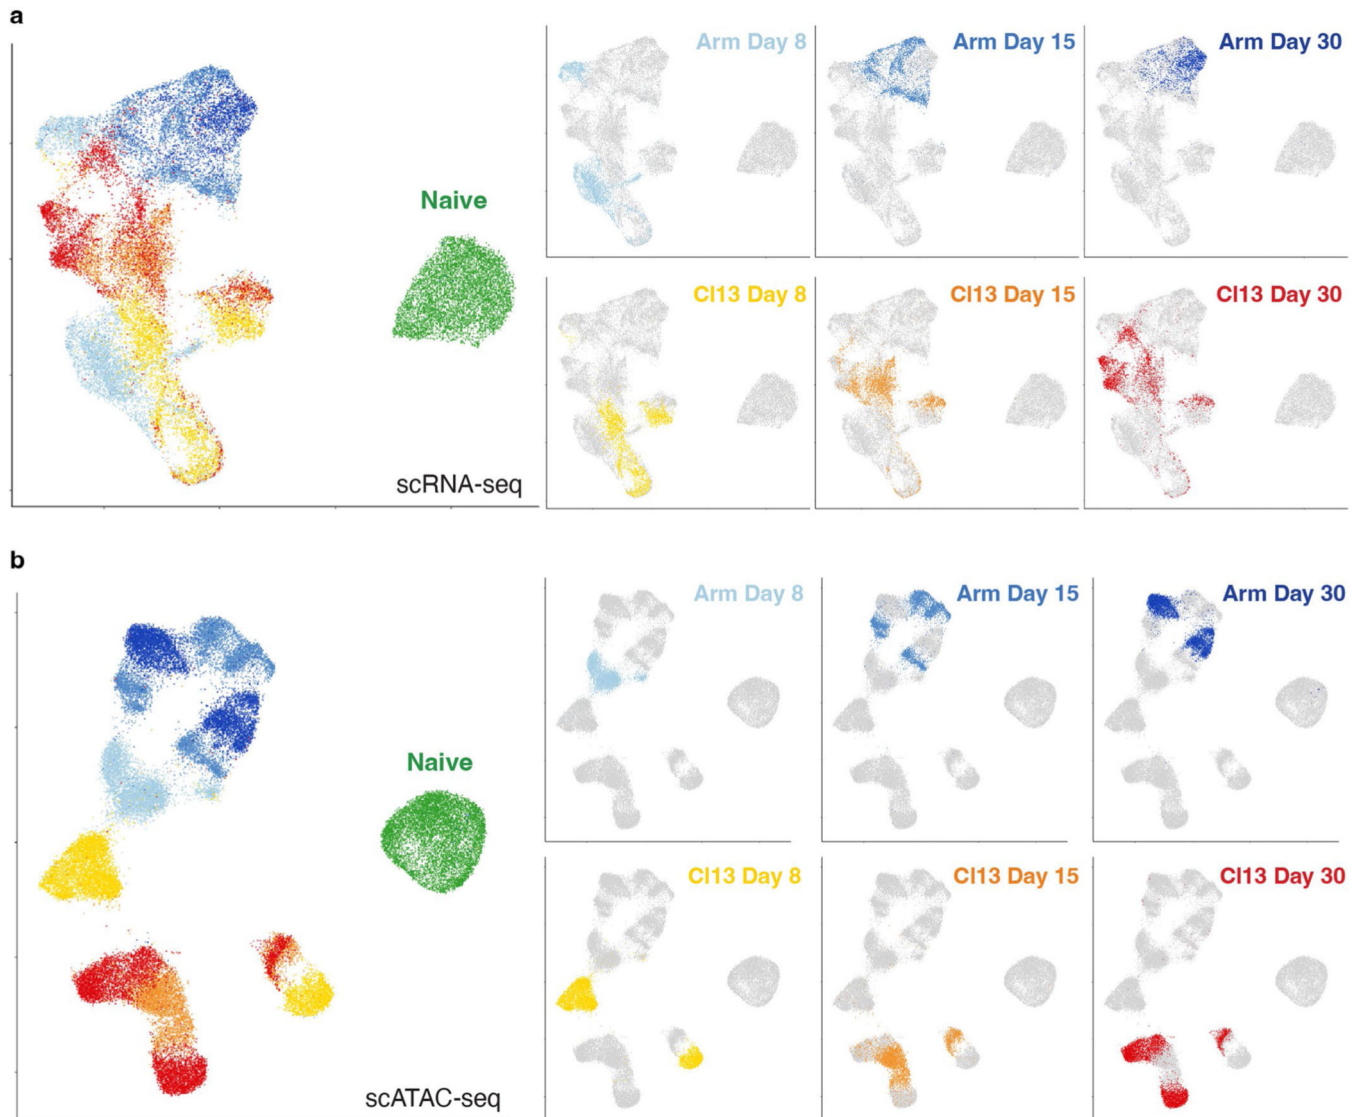 a
Arm Day 8
Arm Day 15
Arm Day 30
Naive
Cl13 Day 8
Cl13 Day 15
Cl13 Day 30
scRNA-seq
b
Arm Day 8
Arm Day 15
Arm Day 30
Naive
Cl13 Day 8
Cl13 Day 15
Cl13 Day 30
scATAC-seq